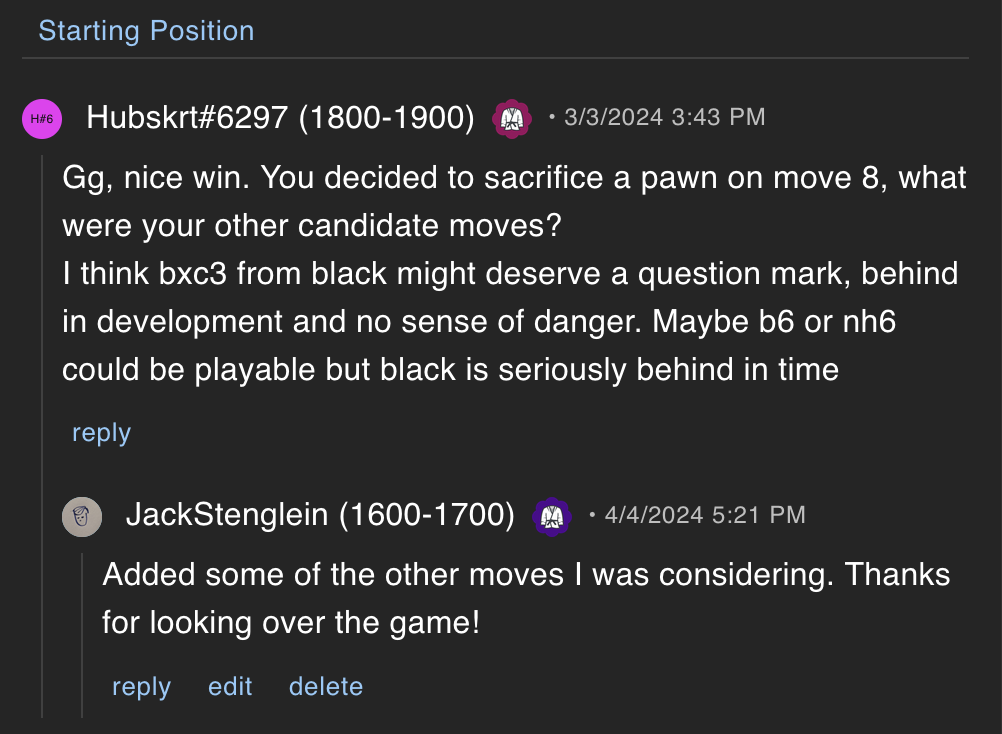 Starting Position
H#6
Hubskrt#6297 (1800-1900) • 3/3/2024 3:43 PM
Gg, nice win. You decided to sacrifice a pawn on move 8, what
were your other candidate moves?
I think bxc3 from black might deserve a question mark, behind
in development and no sense of danger. Maybe b6 or nh6
could be playable but black is seriously behind in time
reply
JackStenglein (1600-1700) • 4/4/2024 5:21 PM
Added some of the other moves I was considering. Thanks
for looking over the game!
reply edit delete